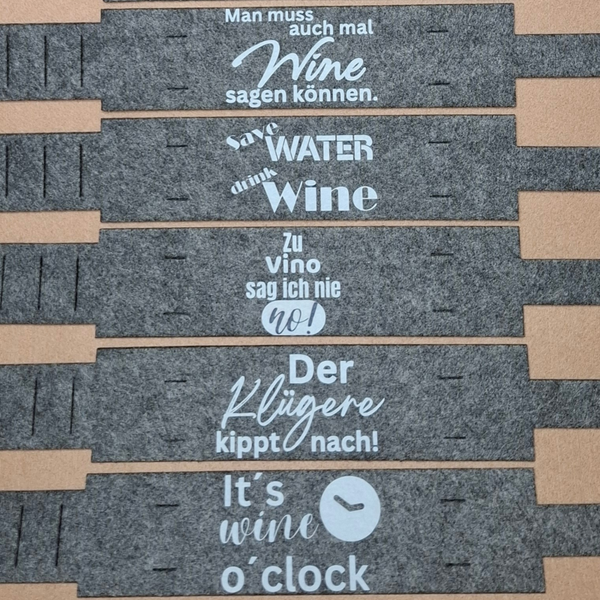 Man muss
auch mal
Wine
sagen können.
save
WATER
drink
Wine
Zu
Vino
sag ich nie
no!
Der
Klügere
kippt nach!
It´s
wine
o´clock